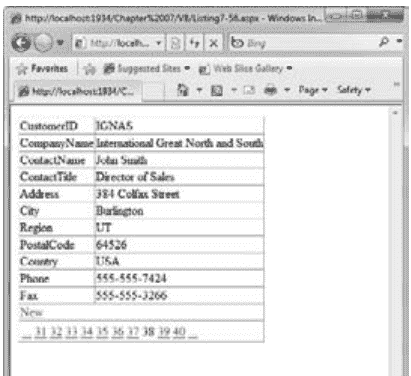 http://localhost:1934/Chapter%2007/VB/Listing7-56.aspx - Windows In...
http://localh...
Bing
Favorites Suggested Sites Web Slice Gallery
http://localhost:1934/C... Page Safety
CustomerID IGNAS
CompanyName International Great North and South
ContactName John Smith
ContactTitle Director of Sales
Address 384 Colfax Street
City Burlington
Region UT
PostalCode 64526
Country USA
Phone 555-555-7424
Fax 555-555-3266
New
... 31 32 33 34 35 36 37 38 39 40 ...